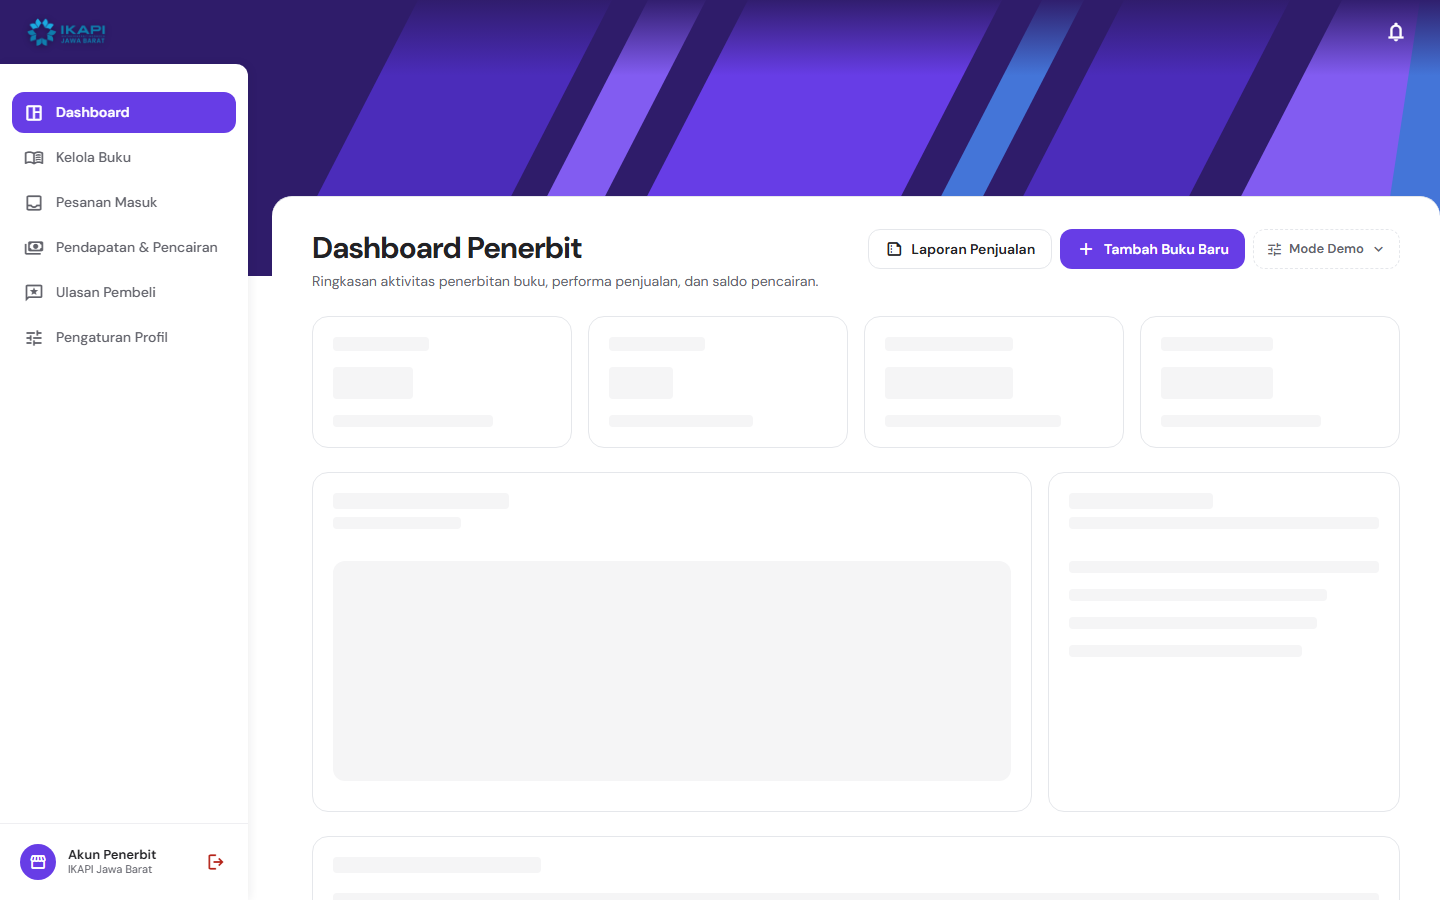 IKAPI
JAWA BARAT
Dashboard
Kelola Buku
Pesanan Masuk
Pendapatan & Pencairan
Ulasan Pembeli
Pengaturan Profil
Akun Penerbit
IKAPI Jawa Barat
Dashboard Penerbit
Ringkasan aktivitas penerbitan buku, performa penjualan, dan saldo pencairan.
Laporan Penjualan
Tambah Buku Baru
Mode Demo